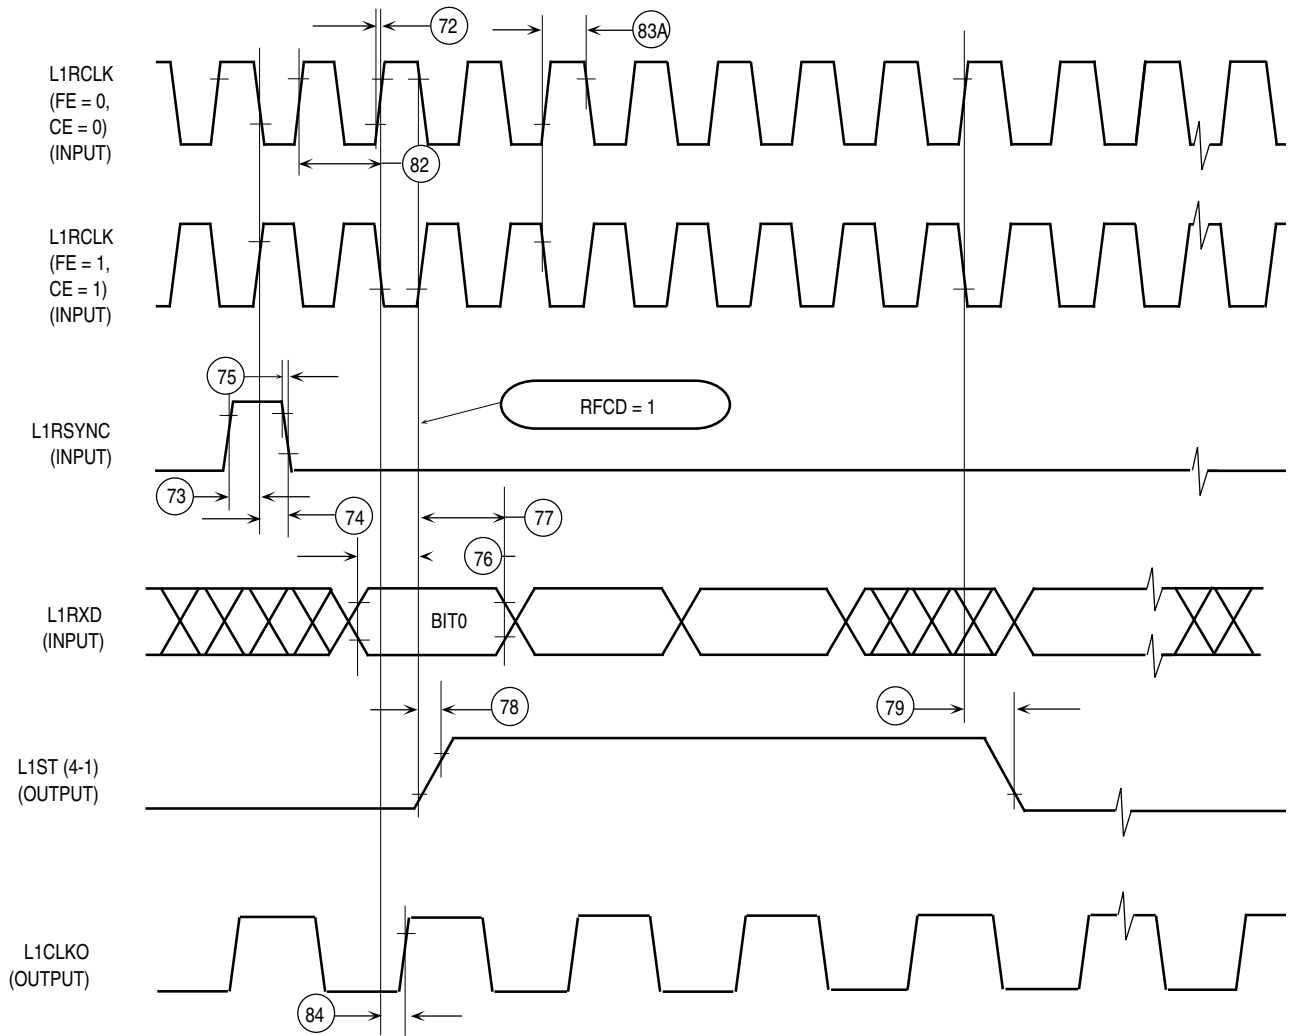 72
83A
L1RCLK
(FE = 0,
CE = 0)
(INPUT)
82
L1RCLK
(FE = 1,
CE = 1)
(INPUT)
75
RFCD = 1
L1RSYNC
(INPUT)
73
74
77
76
L1RXD
(INPUT)
BIT0
78
79
L1ST (4-1)
(OUTPUT)
L1CLKO
(OUTPUT)
84